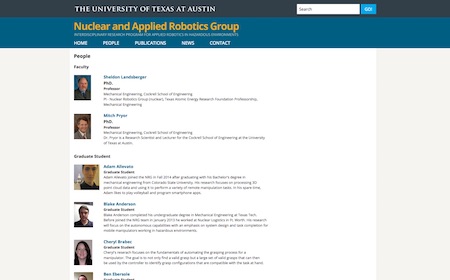 THE UNIVERSITY OF TEXAS AT AUSTIN
Search
GO!
Nuclear and Applied Robotics Group
INTERDISCIPLINARY RESEARCH PROGRAM FOR APPLIED ROBOTICS IN HAZARDOUS ENVIRONMENTS
HOME PEOPLE PUBLICATIONS NEWS CONTACT
People
Faculty
Sheldon Landsberger
PhD.
Professor
Mechanical Engineering, Cockrell School of Engineering
PI, Nuclear Robotics Group (nuclear), Texas Atomic Energy Research Foundation Professorship,
Mechanical Engineering
Mitch Pryor
PhD.
Professor
Mechanical Engineering, Cockrell School of Engineering
Dr. Pryor is a Research Scientist and Lecturer for the Cockrell School of Engineering at the University
of Texas at Austin.
Graduate Student
Adam Allevato
Graduate Student
Adam Allevato joined the NRG in Fall 2014 after graduating with his Bachelor's degree in
mechanical engineering from Colorado State University. His research focuses on processing 3D
point cloud data and using it to perform a variety of remote manipulation tasks. In his spare time,
Adam likes to play volleyball and program smartphone apps.
Blake Anderson
Graduate Student
Blake Anderson completed his undergraduate degree in Mechanical Engineering at Texas Tech.
Before joined the NRG team in January 2015 he worked at Nuclear Logistics in Ft. Worth. His research
will focus on the autonomous capabilities with an emphasis on system design and task completion for
mobile manipulators working in hazardous environments.
Cheryl Brabec
Graduate Student
Cheryl's research focuses on the fundamentals of automating the grasping process for a
manipulator. The goal is to not only find a valid grasp but a large set of valid grasps that can then
be used by the controller to identify grasp configurations that are compatible with the task at hand.
Ben Ebersole
Graduate Student